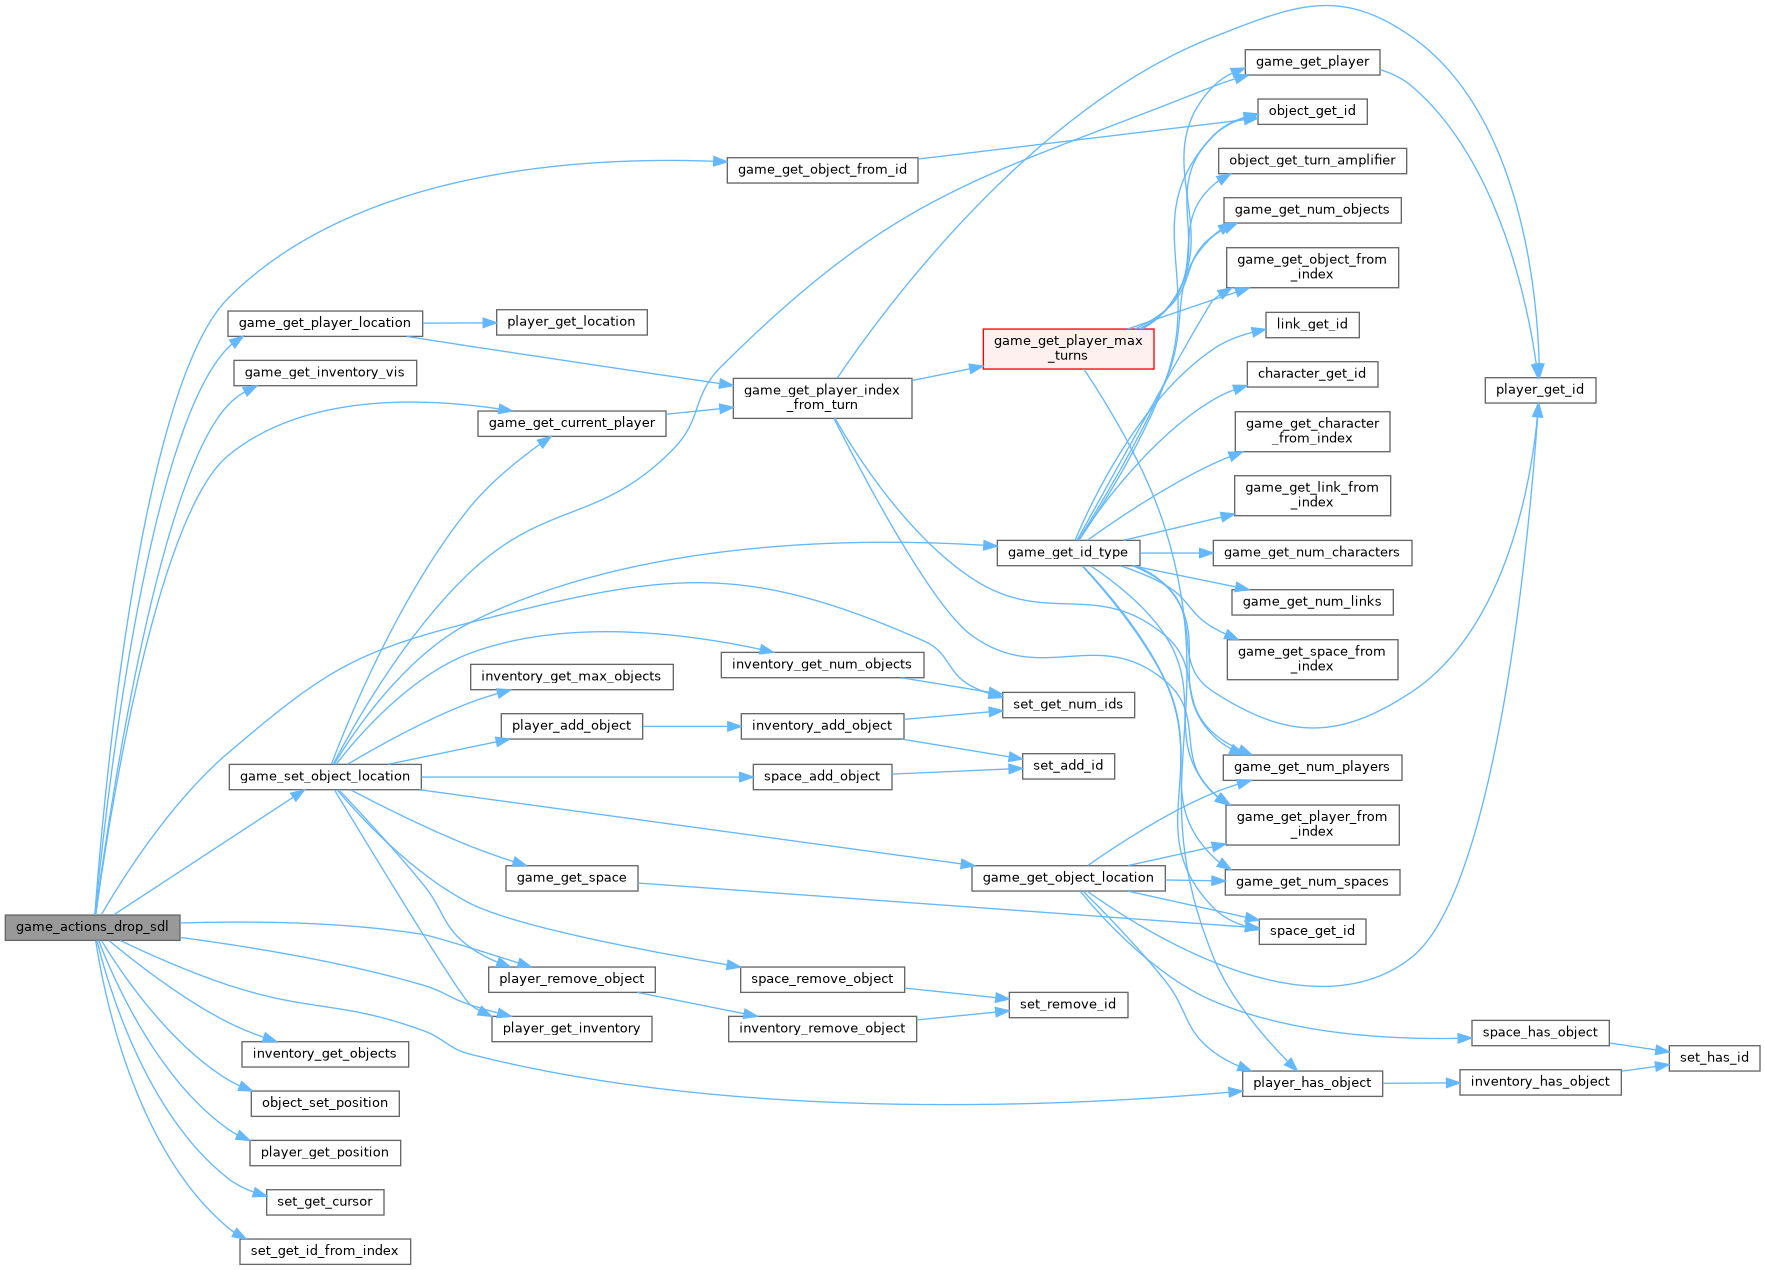 game_get_player
object_get_id
object_get_turn_amplifier
game_get_object_from_id
game_get_num_objects
game_get_object_from
_index
game_get_player_location
player_get_location
link_get_id
game_get_player_max
_turns
game_get_inventory_vis
character_get_id
game_get_player_index
_from_turn
player_get_id
game_get_current_player
game_get_character
_from_index
game_get_link_from
_index
game_get_id_type
game_get_num_characters
game_get_num_links
game_get_space_from
_index
inventory_get_num_objects
inventory_get_max_objects
set_get_num_ids
player_add_object
inventory_add_object
game_set_object_location
space_add_object
set_add_id
game_get_num_players
game_get_player_from
_index
game_get_space
game_get_object_location
game_get_num_spaces
game_actions_drop_sdl
space_get_id
player_remove_object
space_remove_object
set_remove_id
player_get_inventory
inventory_remove_object
space_has_object
inventory_get_objects
set_has_id
player_has_object
inventory_has_object
object_set_position
player_get_position
set_get_cursor
set_get_id_from_index